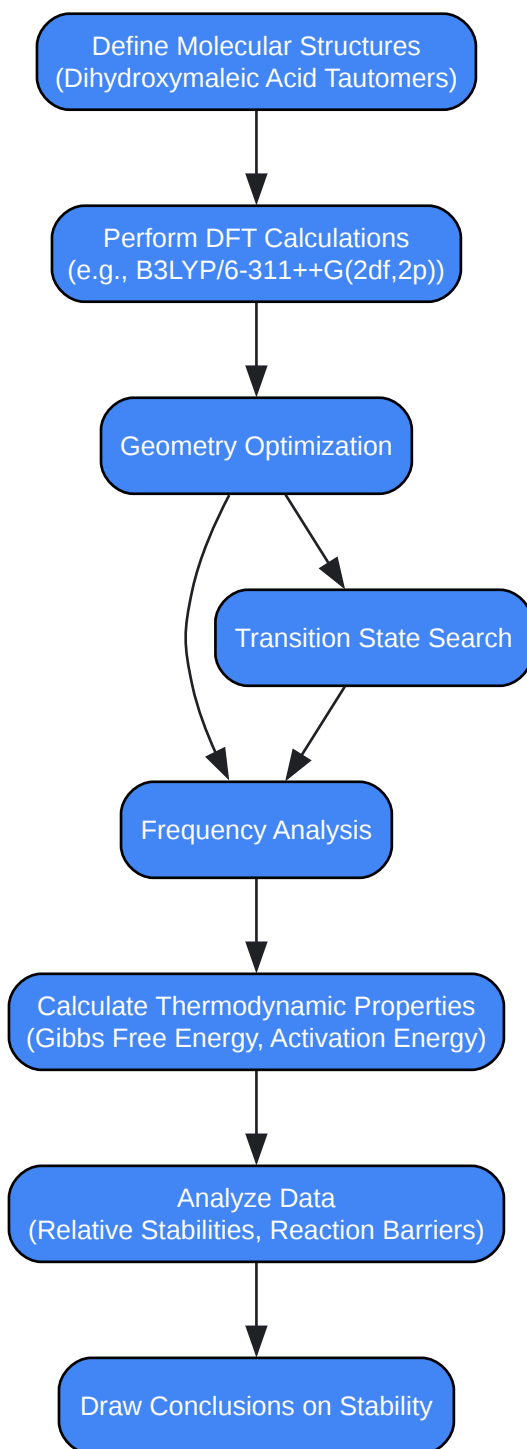 Define Molecular Structures
(Dihydroxymaleic Acid Tautomers)
Perform DFT Calculations
(e.g., B3LYP/6-311++G(2df,2p))
Geometry Optimization
Transition State Search
Frequency Analysis
Calculate Thermodynamic Properties
(Gibbs Free Energy, Activation Energy)
Analyze Data
(Relative Stabilities, Reaction Barriers)
Draw Conclusions on Stability